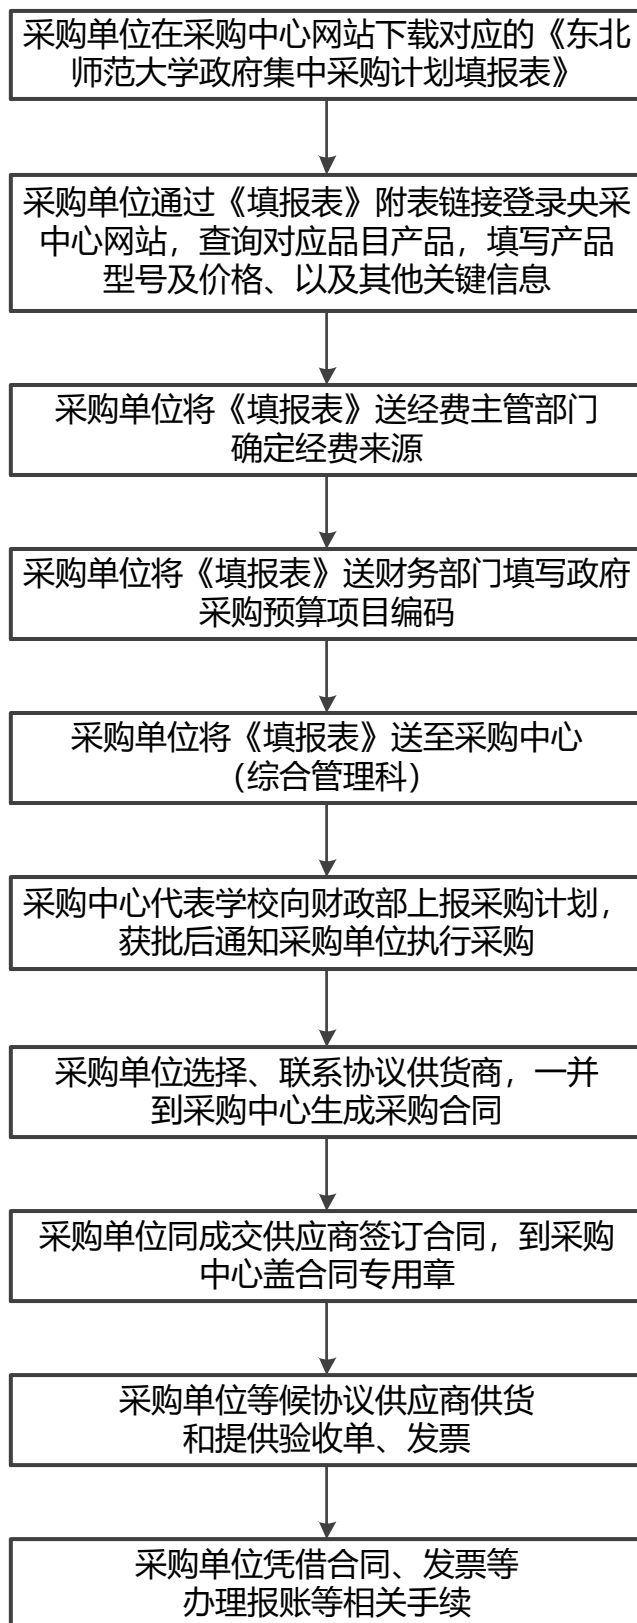 采购单位在采购中心网站下载对应的《东北
师范大学政府集中采购计划填报表》
采购单位通过《填报表》附表链接登录央采
中心网站，查询对应品目产品，填写产品
型号及价格、以及其他关键信息
采购单位将《填报表》送经费主管部门
确定经费来源
采购单位将《填报表》送财务部门填写政府
采购预算项目编码
采购单位将《填报表》送至采购中心
（综合管理科）
采购中心代表学校向财政部上报采购计划，
获批后通知采购单位执行采购
采购单位选择、联系协议供货商，一并
到采购中心生成采购合同
采购单位同成交供应商签订合同，到采购
中心盖合同专用章
采购单位等候协议供应商供货
和提供验收单、发票
采购单位凭借合同、发票等
办理报账等相关手续